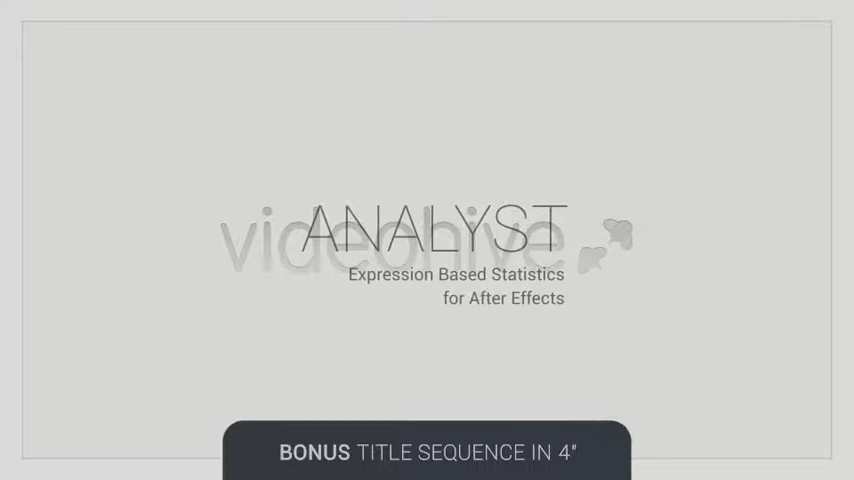 ANALYST
videohive
Expression Based Statistics
for After Effects
BONUS TITLE SEQUENCE IN 4"